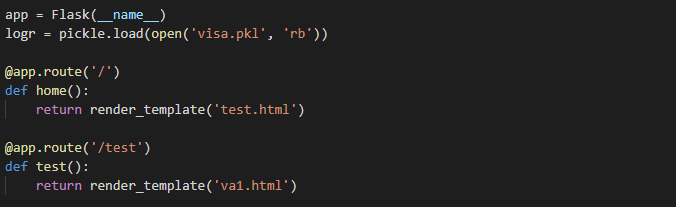 app = Flask(__name__)
logr = pickle.load(open('visa.pkl', 'rb'))
@app.route('/')
def home():
return render_template('test.html')
@app.route('/test')
def test():
return render_template('va1.html')